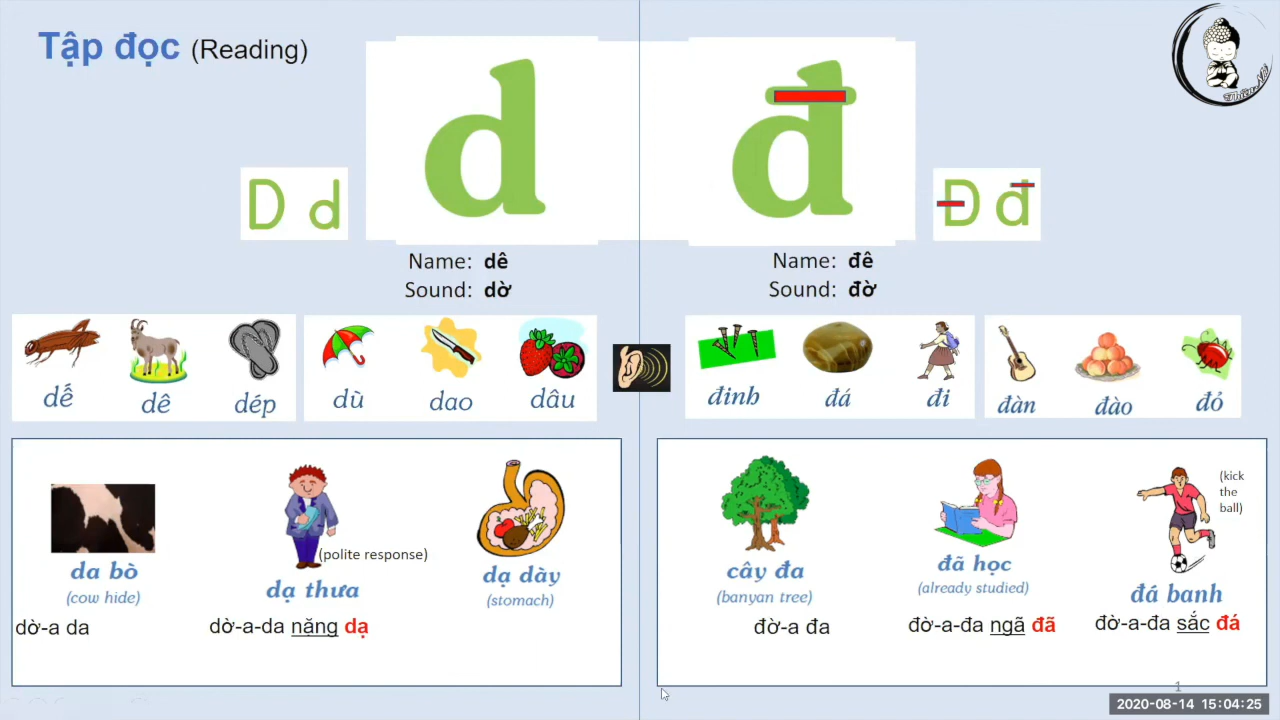 Tập đọc (Reading)
d
đ
D d
Đ đ
Name: dê
Sound: dờ
Name: đê
Sound: đờ
dế
dê
dép
dù
dao
dâu
đinh
đá
đi
đàn
đào
đỏ
da bò
(cow hide)
dờ-a da
(polite response)
dạ thưa
dờ-a-da nặng dạ
dạ dày
(stomach)
cây đa
(banyan tree)
đờ-a đa
đã học
(already studied)
đờ-a-đa ngã đã
(kick
the
ball)
đá banh
đờ-a-đa sắc đá
1
2020-08-14 15:04:25